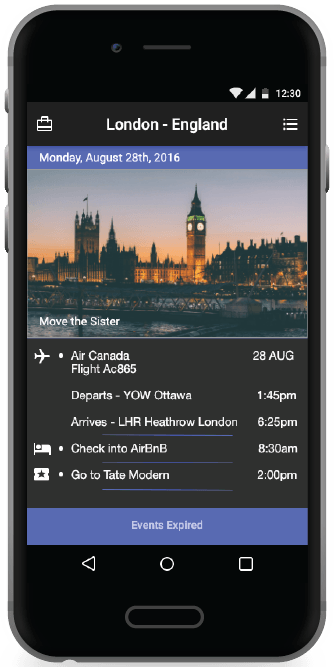 12:30
London - England
Monday, August 28th, 2016
Move the Sister
Air Canada 28 AUG
Flight Ac865
Departs - YOW Ottawa 1:45pm
Arrives - LHR Heathrow London 6:25pm
Check into AirBnB 8:30am
Go to Tate Modern 2:00pm
Events Expired